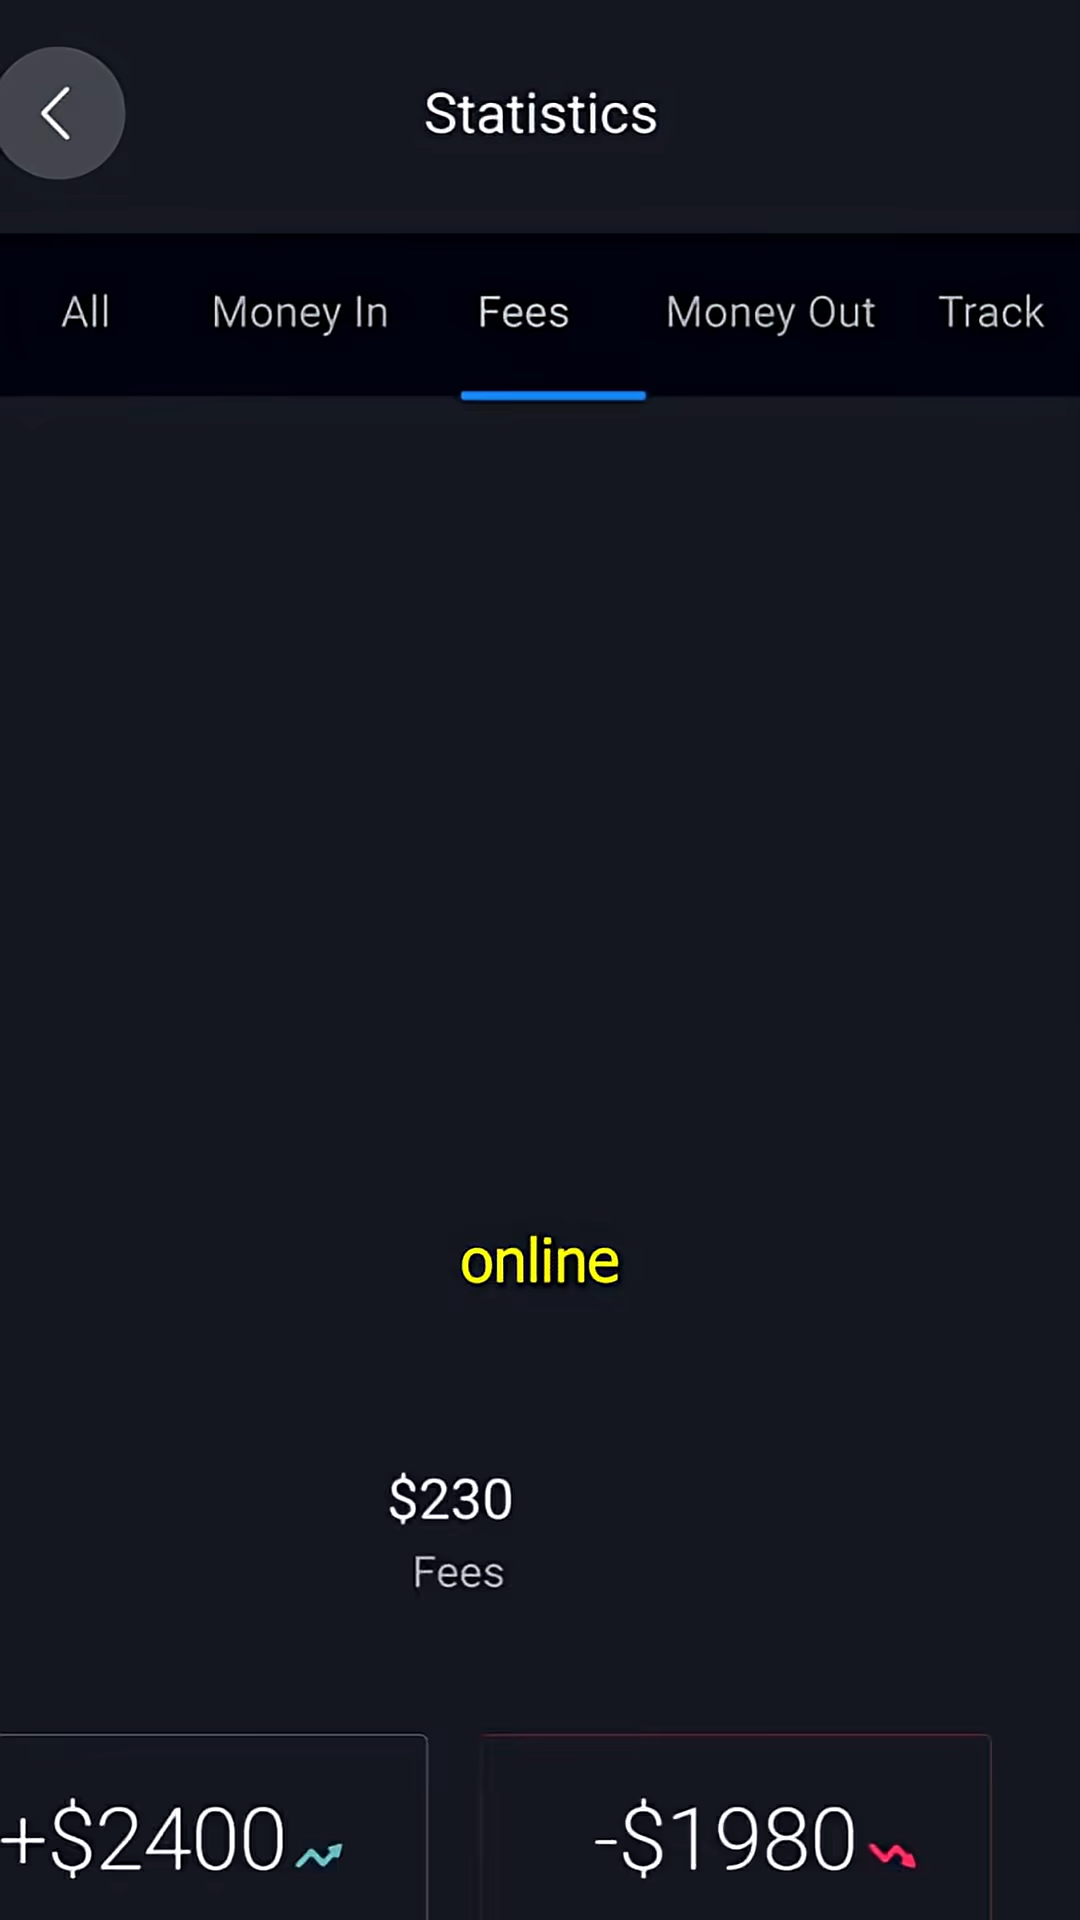 Statistics
All Money In Fees Money Out Track
online
$230
Fees
+$2400 -$1980